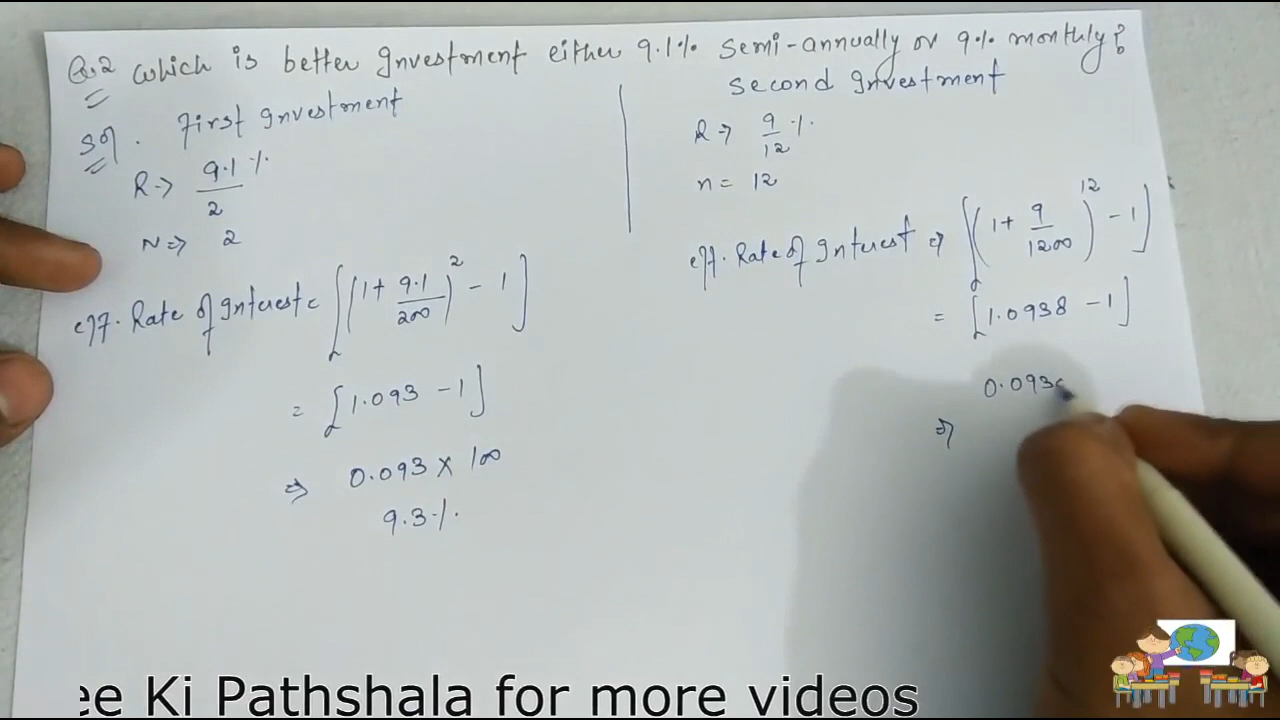 Q.2 which is better Investment either 9.1% semi-annually or 9% monthly?
Sol. First Investment
R → 9.1%
2
N ⇒ 2
eff. Rate of Interest = [(1 + 9.1/200)² - 1]
= [1.093 - 1]
⇒ 0.093 × 100
9.3%.
Second Investment
R → 9/12 %.
n = 12
eff. Rate of Interest ⇒ [(1 + 9/1200)¹² - 1]
= [1.0938 - 1]
⇒ 0.093
ee Ki Pathshala for more videos